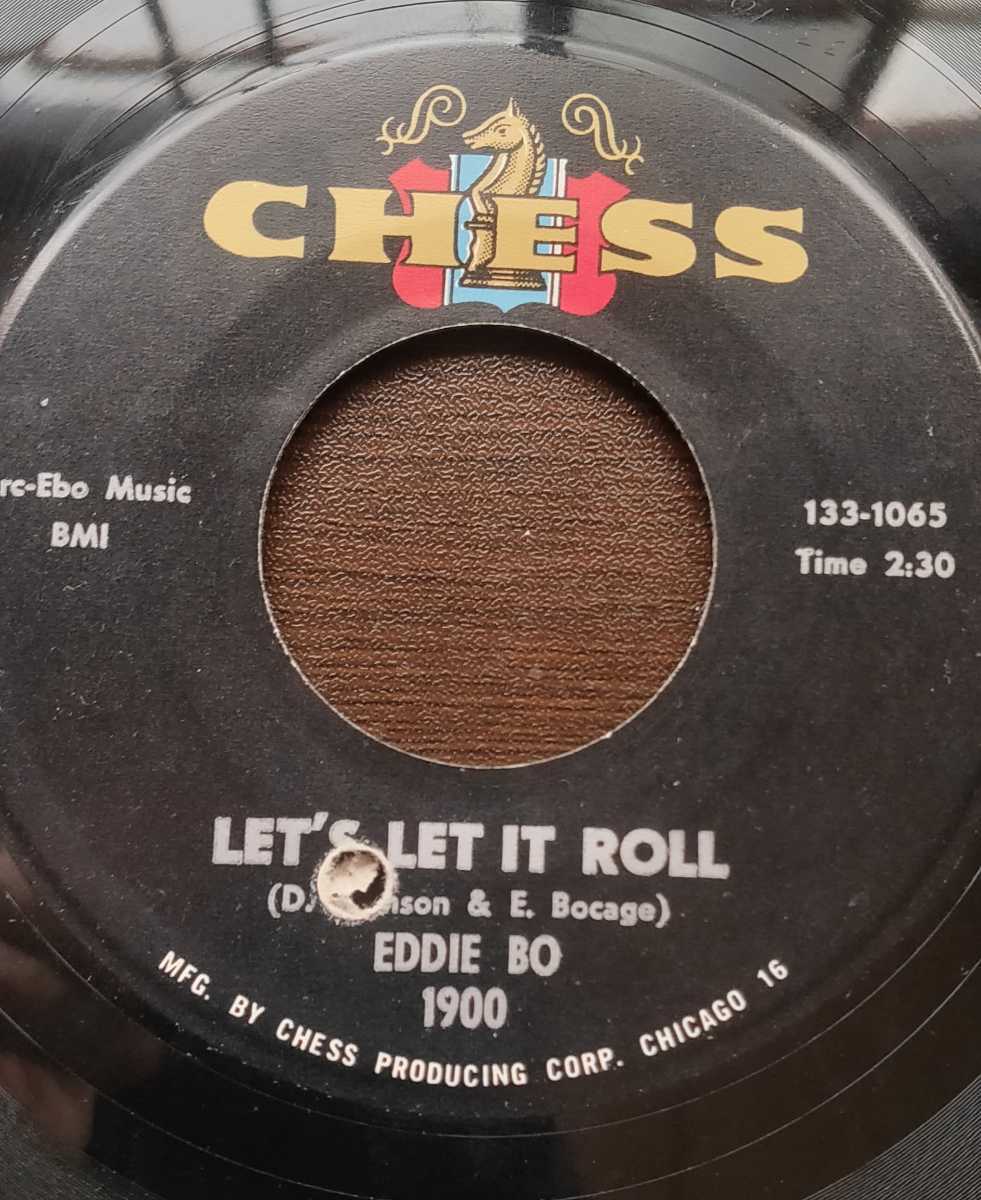 CHESS
rc-Ebo Music
BMI
133-1065
Time 2:30
LET'S LET IT ROLL
(D. nson & E. Bocage)
EDDIE BO
1900
MFG. BY CHESS PRODUCING CORP. CHICAGO 16